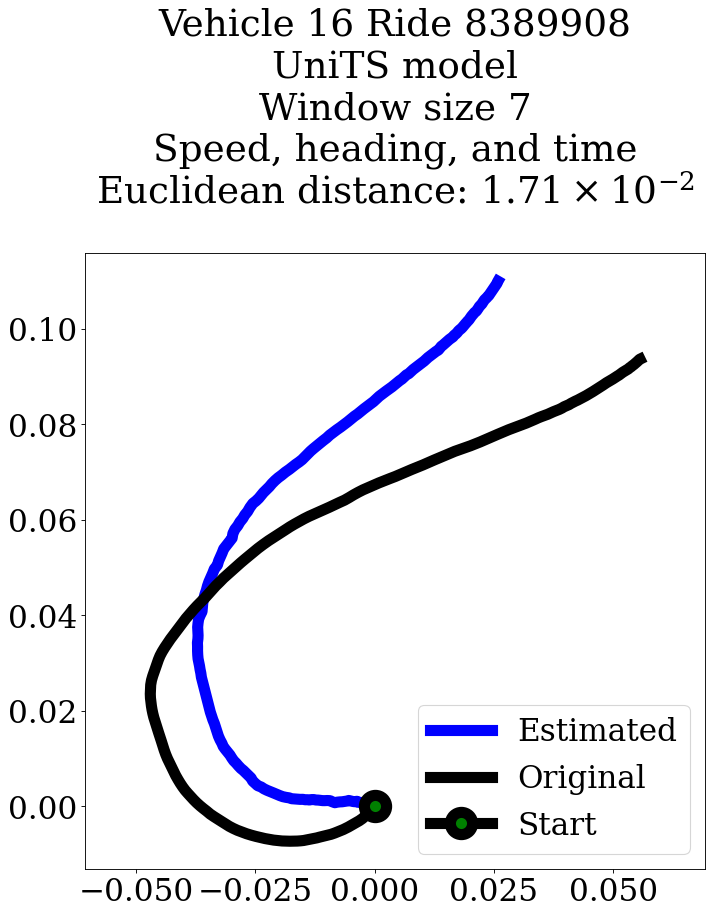 Vehicle 16 Ride 8389908
UniTS model
Window size 7
Speed, heading, and time
Euclidean distance: 1.71 × 10⁻²
0.10
0.08
0.06
0.04
0.02
0.00
Estimated
Original
Start
−0.050 −0.025 0.000 0.025 0.050